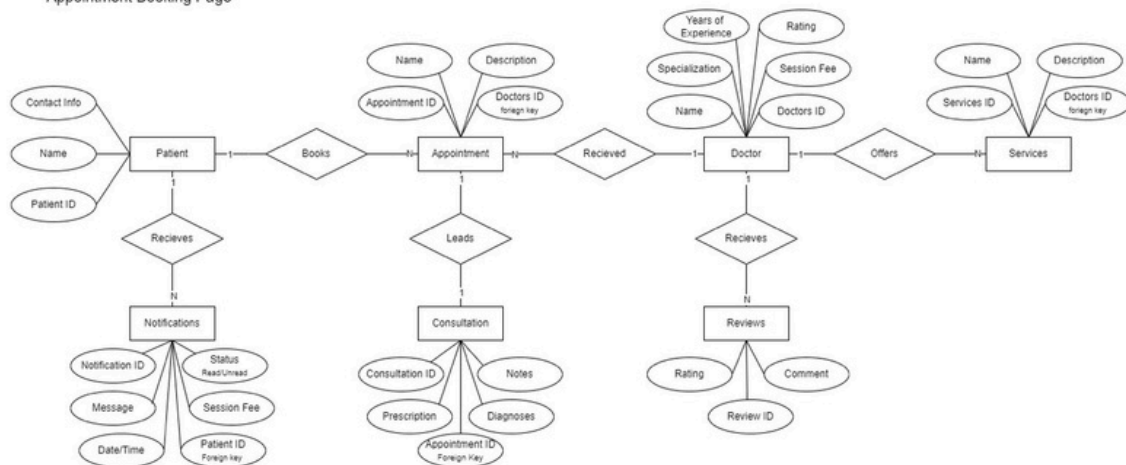 Appointment Booking Page
Years of
Experience
Rating
Name
Description
Name
Description
Specialization
Session Fee
Contact Info
Appointment ID
Doctors ID
foriegn key
Services ID
Doctors ID
foriegn key
Name
Doctors ID
Name
Patient
1
Books
N
Appointment
N
Recieved
1
Doctor
1
Offers
N
Services
1
1
1
Patient ID
Recieves
Leads
Recieves
N
1
N
Notifications
Consultation
Reviews
Notification ID
Status
Read/Unread
Consultation ID
Notes
Rating
Comment
Message
Session Fee
Prescription
Diagnoses
Review ID
Date/Time
Patient ID
Foreign key
Appointment ID
Foreign Key